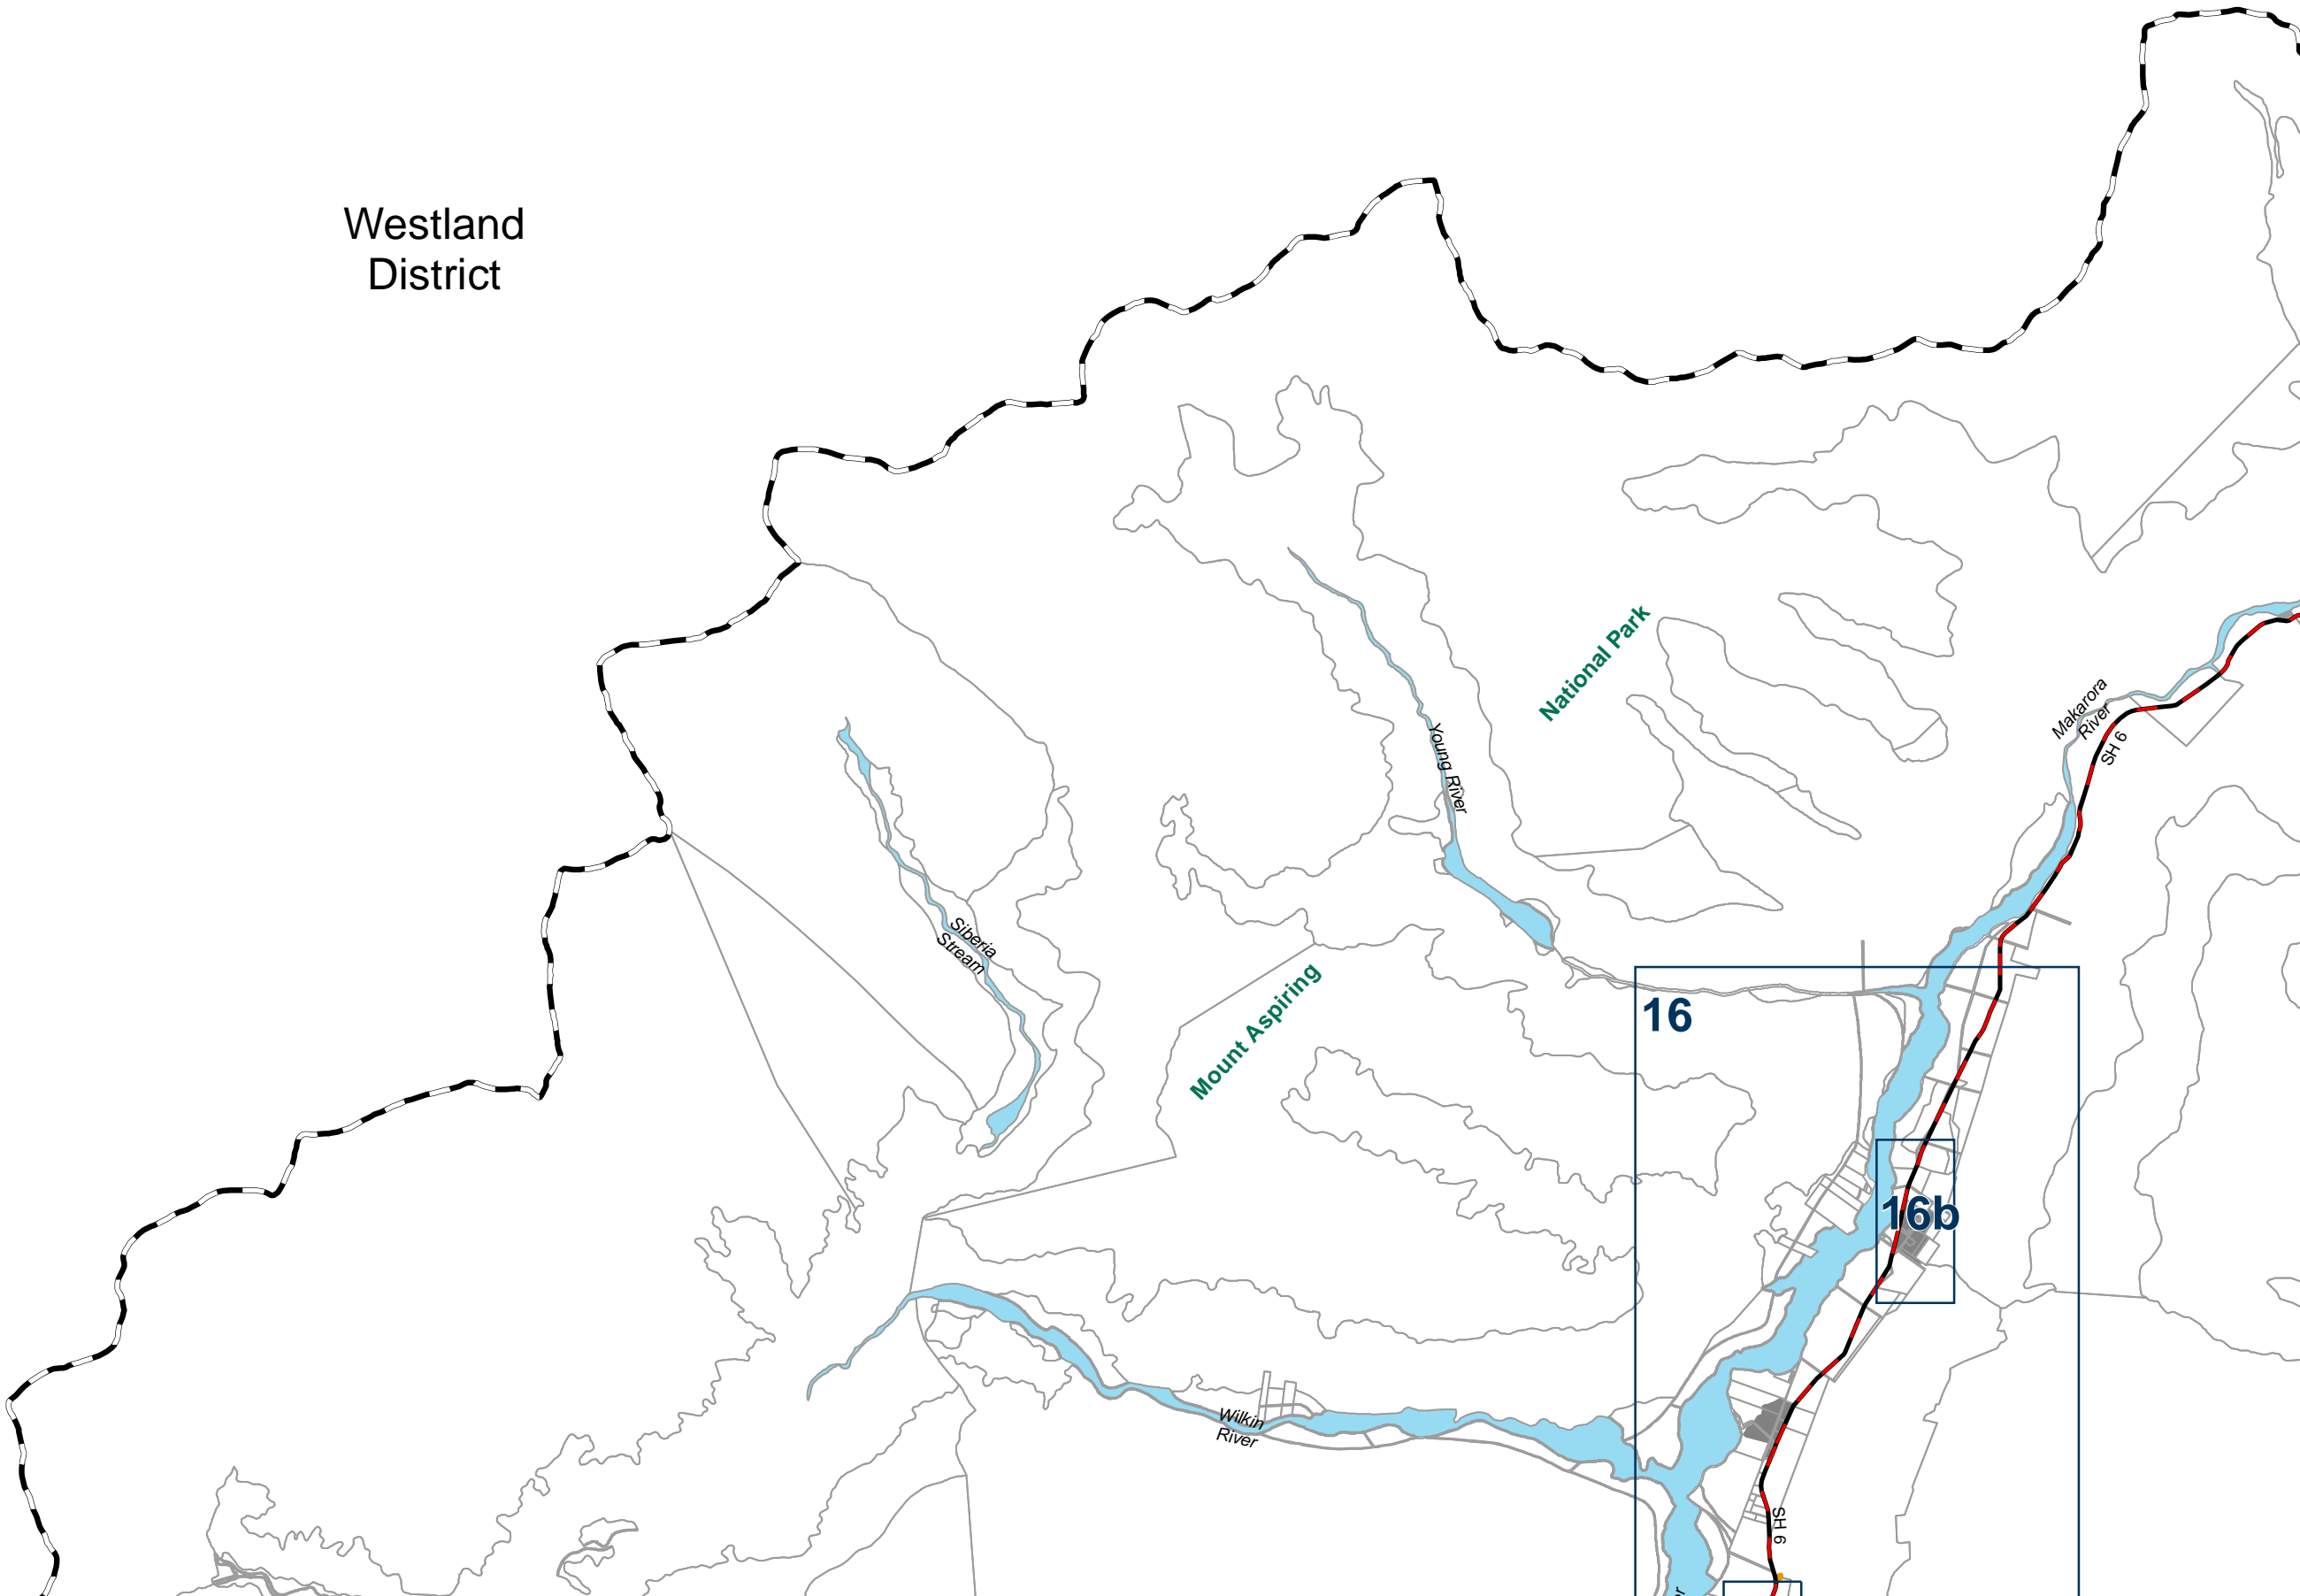 Westland
District
National Park
Makarora
River
SH 6
Young River
Siberia
Stream
Mount Aspiring
16
16b
Wilkin
River
SH 6